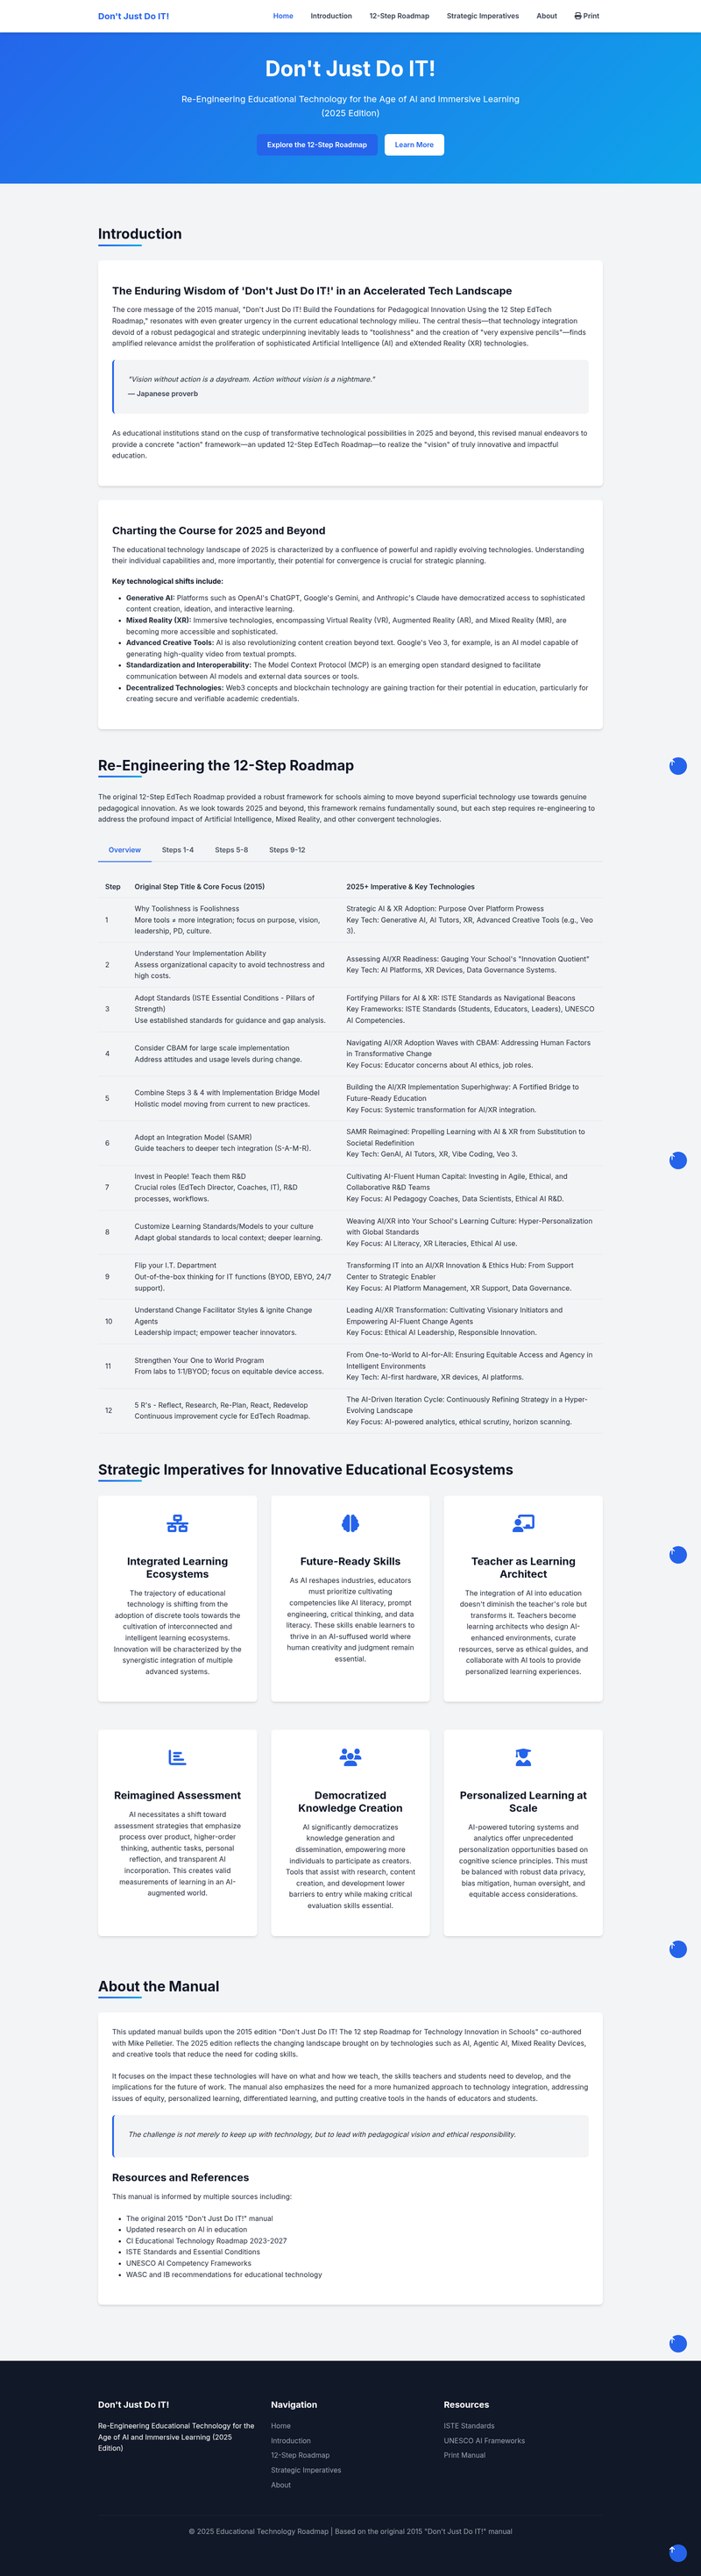 Don't Just Do IT!
Home
Introduction
12-Step Roadmap
Strategic Imperatives
About
Print
Don't Just Do IT!
Re-Engineering Educational Technology for the Age of AI and Immersive Learning
(2025 Edition)
Explore the 12-Step Roadmap
Learn More
Introduction
The Enduring Wisdom of 'Don't Just Do IT!' in an Accelerated Tech Landscape
The core message of the 2015 manual, "Don't Just Do IT! Build the Foundations for Pedagogical Innovation Using the 12 Step EdTech
Roadmap," resonates with even greater urgency in the current educational technology milieu. The central thesis—that technology integration
devoid of a robust pedagogical and strategic underpinning inevitably leads to "toolishness" and the creation of "very expensive pencils"—finds
amplified relevance amidst the proliferation of sophisticated Artificial Intelligence (AI) and eXtended Reality (XR) technologies.
"Vision without action is a daydream. Action without vision is a nightmare."
— Japanese proverb
As educational institutions stand on the cusp of transformative technological possibilities in 2025 and beyond, this revised manual endeavors to
provide a concrete "action" framework—an updated 12-Step EdTech Roadmap—to realize the "vision" of truly innovative and impactful
education.
Charting the Course for 2025 and Beyond
The educational technology landscape of 2025 is characterized by a confluence of powerful and rapidly evolving technologies. Understanding
their individual capabilities and, more importantly, their potential for convergence is crucial for strategic planning.
Key technological shifts include:
• Generative AI: Platforms such as OpenAI's ChatGPT, Google's Gemini, and Anthropic's Claude have democratized access to sophisticated
content creation, ideation, and interactive learning.
• Mixed Reality (XR): Immersive technologies, encompassing Virtual Reality (VR), Augmented Reality (AR), and Mixed Reality (MR), are
becoming more accessible and sophisticated.
• Advanced Creative Tools: AI is also revolutionizing content creation beyond text. Google's Veo 3, for example, is an AI model capable of
generating high-quality video from textual prompts.
• Standardization and Interoperability: The Model Context Protocol (MCP) is an emerging open standard designed to facilitate
communication between AI models and external data sources or tools.
• Decentralized Technologies: Web3 concepts and blockchain technology are gaining traction for their potential in education, particularly for
creating secure and verifiable academic credentials.
Re-Engineering the 12-Step Roadmap
The original 12-Step EdTech Roadmap provided a robust framework for schools aiming to move beyond superficial technology use towards genuine
pedagogical innovation. As we look towards 2025 and beyond, this framework remains fundamentally sound, but each step requires re-engineering to
address the profound impact of Artificial Intelligence, Mixed Reality, and other convergent technologies.
Overview
Steps 1-4
Steps 5-8
Steps 9-12
Step
Original Step Title & Core Focus (2015)
2025+ Imperative & Key Technologies
1
Why Toolishness is Foolishness
More tools ≠ more integration; focus on purpose, vision,
leadership, PD, culture.
Strategic AI & XR Adoption: Purpose Over Platform Prowess
Key Tech: Generative AI, AI Tutors, XR, Advanced Creative Tools (e.g., Veo
3).
2
Understand Your Implementation Ability
Assess organizational capacity to avoid technostress and
high costs.
Assessing AI/XR Readiness: Gauging Your School's "Innovation Quotient"
Key Tech: AI Platforms, XR Devices, Data Governance Systems.
3
Adopt Standards (ISTE Essential Conditions - Pillars of
Strength)
Use established standards for guidance and gap analysis.
Fortifying Pillars for AI & XR: ISTE Standards as Navigational Beacons
Key Frameworks: ISTE Standards (Students, Educators, Leaders), UNESCO
AI Competencies.
4
Consider CBAM for large scale implementation
Address attitudes and usage levels during change.
Navigating AI/XR Adoption Waves with CBAM: Addressing Human Factors
in Transformative Change
Key Focus: Educator concerns about AI ethics, job roles.
5
Combine Steps 3 & 4 with Implementation Bridge Model
Holistic model moving from current to new practices.
Building the AI/XR Implementation Superhighway: A Fortified Bridge to
Future-Ready Education
Key Focus: Systemic transformation for AI/XR integration.
6
Adopt an Integration Model (SAMR)
Guide teachers to deeper tech integration (S-A-M-R).
SAMR Reimagined: Propelling Learning with AI & XR from Substitution to
Societal Redefinition
Key Tech: GenAI, AI Tutors, XR, Vibe Coding, Veo 3.
7
Invest in People! Teach them R&D
Crucial roles (EdTech Director, Coaches, IT), R&D
processes, workflows.
Cultivating AI-Fluent Human Capital: Investing in Agile, Ethical, and
Collaborative R&D Teams
Key Focus: AI Pedagogy Coaches, Data Scientists, Ethical AI R&D.
8
Customize Learning Standards/Models to your culture
Adapt global standards to local context; deeper learning.
Weaving AI/XR into Your School's Learning Culture: Hyper-Personalization
with Global Standards
Key Focus: AI Literacy, XR Literacies, Ethical AI use.
9
Flip your I.T. Department
Out-of-the-box thinking for IT functions (BYOD, EBYO, 24/7
support).
Transforming IT into an AI/XR Innovation & Ethics Hub: From Support
Center to Strategic Enabler
Key Focus: AI Platform Management, XR Support, Data Governance.
10
Understand Change Facilitator Styles & ignite Change
Agents
Leadership impact; empower teacher innovators.
Leading AI/XR Transformation: Cultivating Visionary Initiators and
Empowering AI-Fluent Change Agents
Key Focus: Ethical AI Leadership, Responsible Innovation.
11
Strengthen Your One to World Program
From labs to 1:1/BYOD; focus on equitable device access.
From One-to-World to AI-for-All: Ensuring Equitable Access and Agency in
Intelligent Environments
Key Tech: AI-first hardware, XR devices, AI platforms.
12
5 R's - Reflect, Research, Re-Plan, React, Redevelop
Continuous improvement cycle for EdTech Roadmap.
The AI-Driven Iteration Cycle: Continuously Refining Strategy in a Hyper-
Evolving Landscape
Key Focus: AI-powered analytics, ethical scrutiny, horizon scanning.
Strategic Imperatives for Innovative Educational Ecosystems
Integrated Learning
Ecosystems
The trajectory of educational
technology is shifting from the
adoption of discrete tools towards the
cultivation of interconnected and
intelligent learning ecosystems.
Innovation will be characterized by the
synergistic integration of multiple
advanced systems.
Future-Ready Skills
As AI reshapes industries, educators
must prioritize cultivating
competencies like AI literacy, prompt
engineering, critical thinking, and data
literacy. These skills enable learners to
thrive in an AI-suffused world where
human creativity and judgment remain
essential.
Teacher as Learning
Architect
The integration of AI into education
doesn't diminish the teacher's role but
transforms it. Teachers become
learning architects who design AI-
enhanced environments, curate
resources, serve as ethical guides, and
collaborate with AI tools to provide
personalized learning experiences.
Reimagined Assessment
AI necessitates a shift toward
assessment strategies that emphasize
process over product, higher-order
thinking, authentic tasks, personal
reflection, and transparent AI
incorporation. This creates valid
measurements of learning in an AI-
augmented world.
Democratized
Knowledge Creation
AI significantly democratizes
knowledge generation and
dissemination, empowering more
individuals to participate as creators.
Tools that assist with research, content
creation, and development lower
barriers to entry while making critical
evaluation skills essential.
Personalized Learning at
Scale
AI-powered tutoring systems and
analytics offer unprecedented
personalization opportunities based on
cognitive science principles. This must
be balanced with robust data privacy,
bias mitigation, human oversight, and
equitable access considerations.
About the Manual
This updated manual builds upon the 2015 edition "Don't Just Do IT! The 12 step Roadmap for Technology Innovation in Schools" co-authored
with Mike Pelletier. The 2025 edition reflects the changing landscape brought on by technologies such as AI, Agentic AI, Mixed Reality Devices,
and creative tools that reduce the need for coding skills.
It focuses on the impact these technologies will have on what and how we teach, the skills teachers and students need to develop, and the
implications for the future of work. The manual also emphasizes the need for a more humanized approach to technology integration, addressing
issues of equity, personalized learning, differentiated learning, and putting creative tools in the hands of educators and students.
The challenge is not merely to keep up with technology, but to lead with pedagogical vision and ethical responsibility.
Resources and References
This manual is informed by multiple sources including:
• The original 2015 "Don't Just Do IT!" manual
• Updated research on AI in education
• CI Educational Technology Roadmap 2023-2027
• ISTE Standards and Essential Conditions
• UNESCO AI Competency Frameworks
• WASC and IB recommendations for educational technology
Don't Just Do IT!
Re-Engineering Educational Technology for the
Age of AI and Immersive Learning (2025
Edition)
Navigation
Home
Introduction
12-Step Roadmap
Strategic Imperatives
About
Resources
ISTE Standards
UNESCO AI Frameworks
Print Manual
© 2025 Educational Technology Roadmap | Based on the original 2015 "Don't Just Do IT!" manual